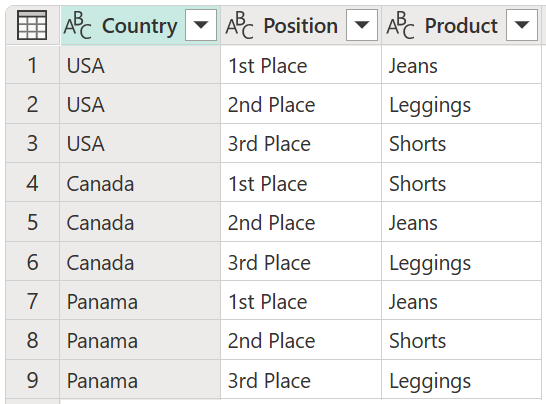 ABC Country ABC Position ABC Product
1 USA 1st Place Jeans
2 USA 2nd Place Leggings
3 USA 3rd Place Shorts
4 Canada 1st Place Shorts
5 Canada 2nd Place Jeans
6 Canada 3rd Place Leggings
7 Panama 1st Place Jeans
8 Panama 2nd Place Shorts
9 Panama 3rd Place Leggings